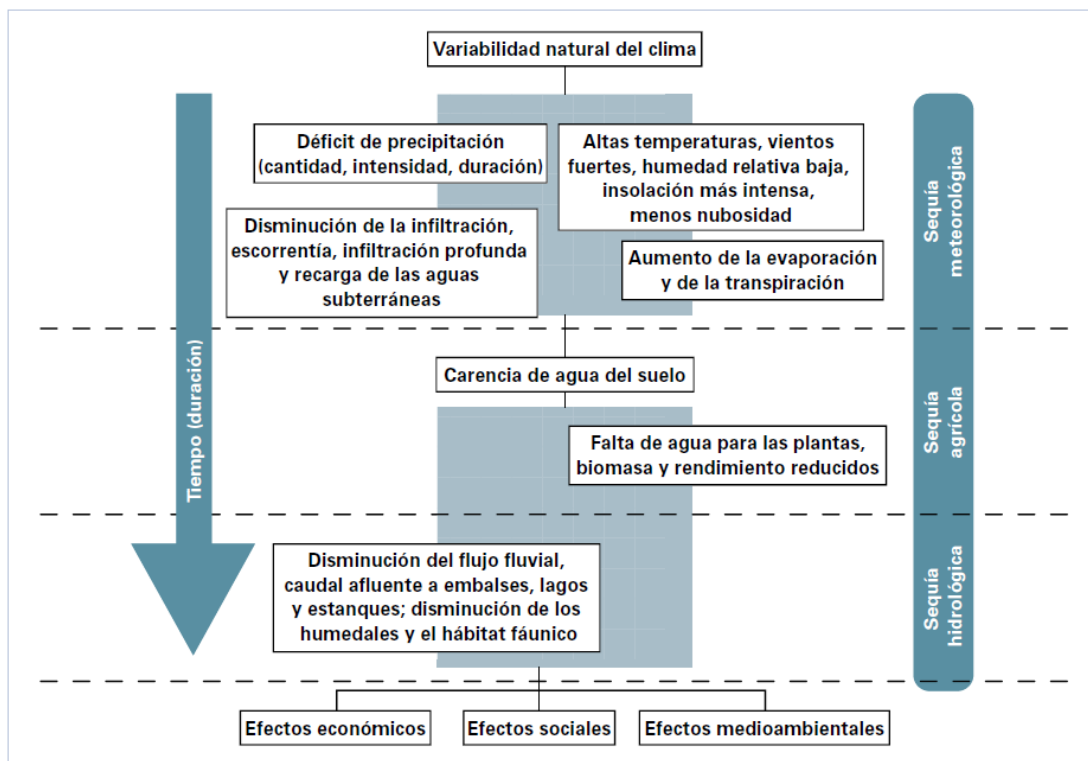 Variabilidad natural del clima
Déficit de precipitación
(cantidad, intensidad, duración)
Altas temperaturas, vientos
fuertes, humedad relativa baja,
insolación más intensa,
menos nubosidad
Disminución de la infiltración,
escorrentía, infiltración profunda
y recarga de las aguas
subterráneas
Aumento de la evaporación
y de la transpiración
Sequía
meteorológica
Tiempo (duración)
Carencia de agua del suelo
Falta de agua para las plantas,
biomasa y rendimiento reducidos
Sequía
agrícola
Disminución del flujo fluvial,
caudal afluente a embalses, lagos
y estanques; disminución de los
humedales y el hábitat fáunico
Sequía
hidrológica
Efectos económicos
Efectos sociales
Efectos medioambientales